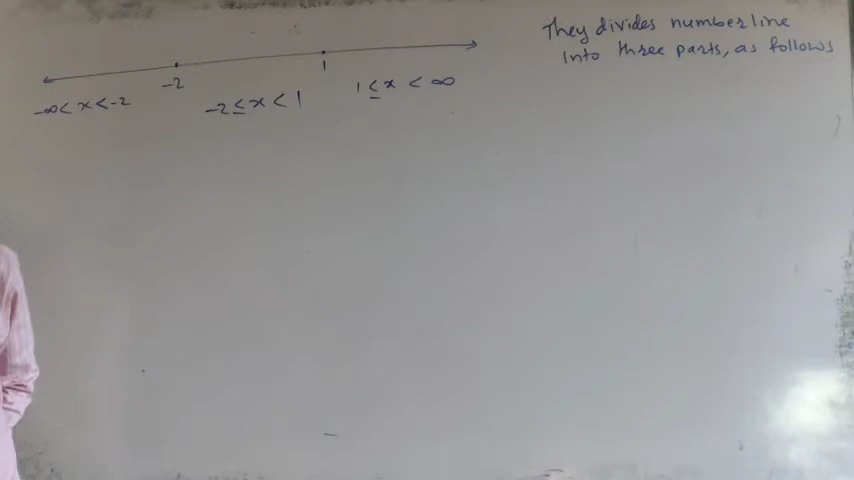 They divides number line
into three parts, as follows
-2
1
-∞ < x < -2
-2 ≤ x < 1
1 ≤ x < ∞